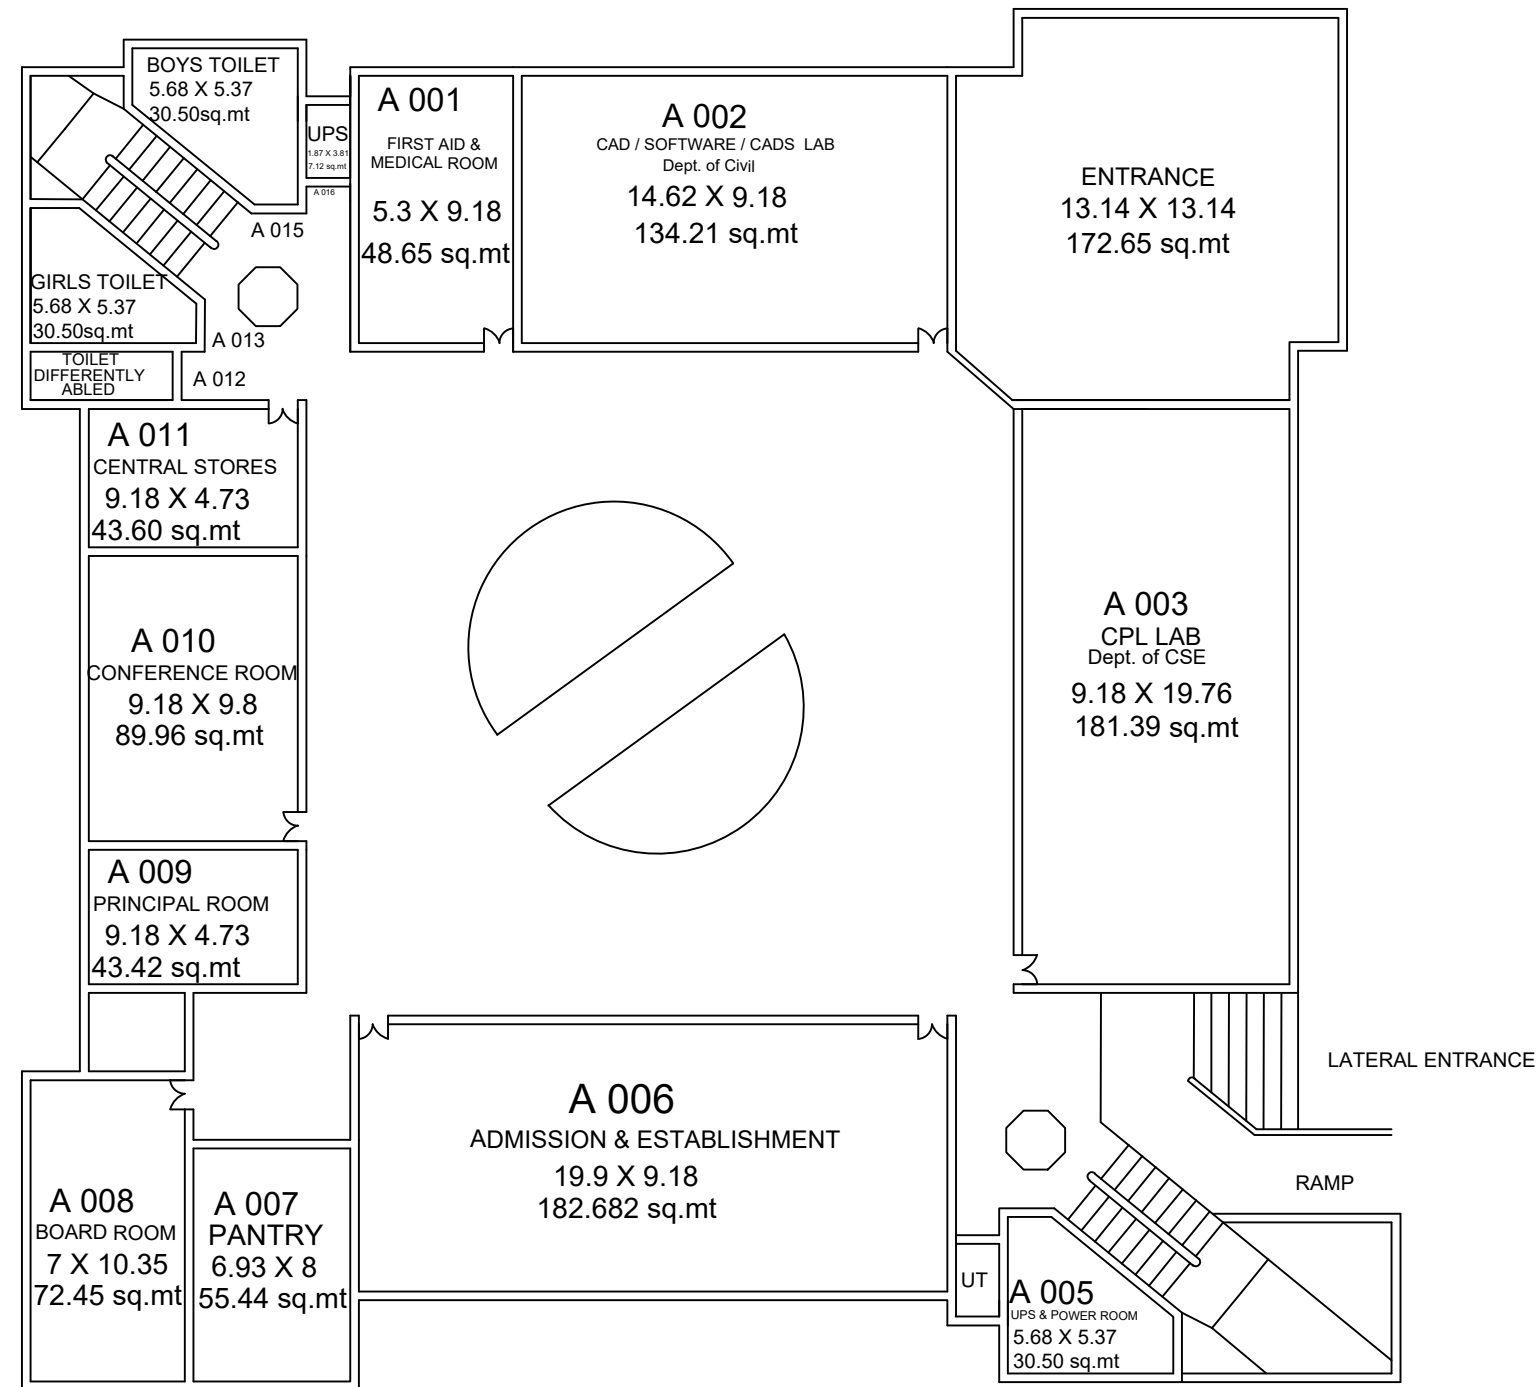 BOYS TOILET
5.68 X 5.37
30.50sq.mt
UPS
1.87 X 3.81
7.12 sq.mt
A 016
A 001
FIRST AID &
MEDICAL ROOM
5.3 X 9.18
48.65 sq.mt
A 002
CAD / SOFTWARE / CADS LAB
Dept. of Civil
14.62 X 9.18
134.21 sq.mt
ENTRANCE
13.14 X 13.14
172.65 sq.mt
A 015
GIRLS TOILET
5.68 X 5.37
30.50sq.mt
A 013
TOILET
DIFFERENTLY
ABLED
A 012
A 011
CENTRAL STORES
9.18 X 4.73
43.60 sq.mt
A 010
CONFERENCE ROOM
9.18 X 9.8
89.96 sq.mt
A 003
CPL LAB
Dept. of CSE
9.18 X 19.76
181.39 sq.mt
A 009
PRINCIPAL ROOM
9.18 X 4.73
43.42 sq.mt
LATERAL ENTRANCE
A 006
ADMISSION & ESTABLISHMENT
19.9 X 9.18
182.682 sq.mt
RAMP
A 008
BOARD ROOM
7 X 10.35
72.45 sq.mt
A 007
PANTRY
6.93 X 8
55.44 sq.mt
UT
A 005
UPS & POWER ROOM
5.68 X 5.37
30.50 sq.mt